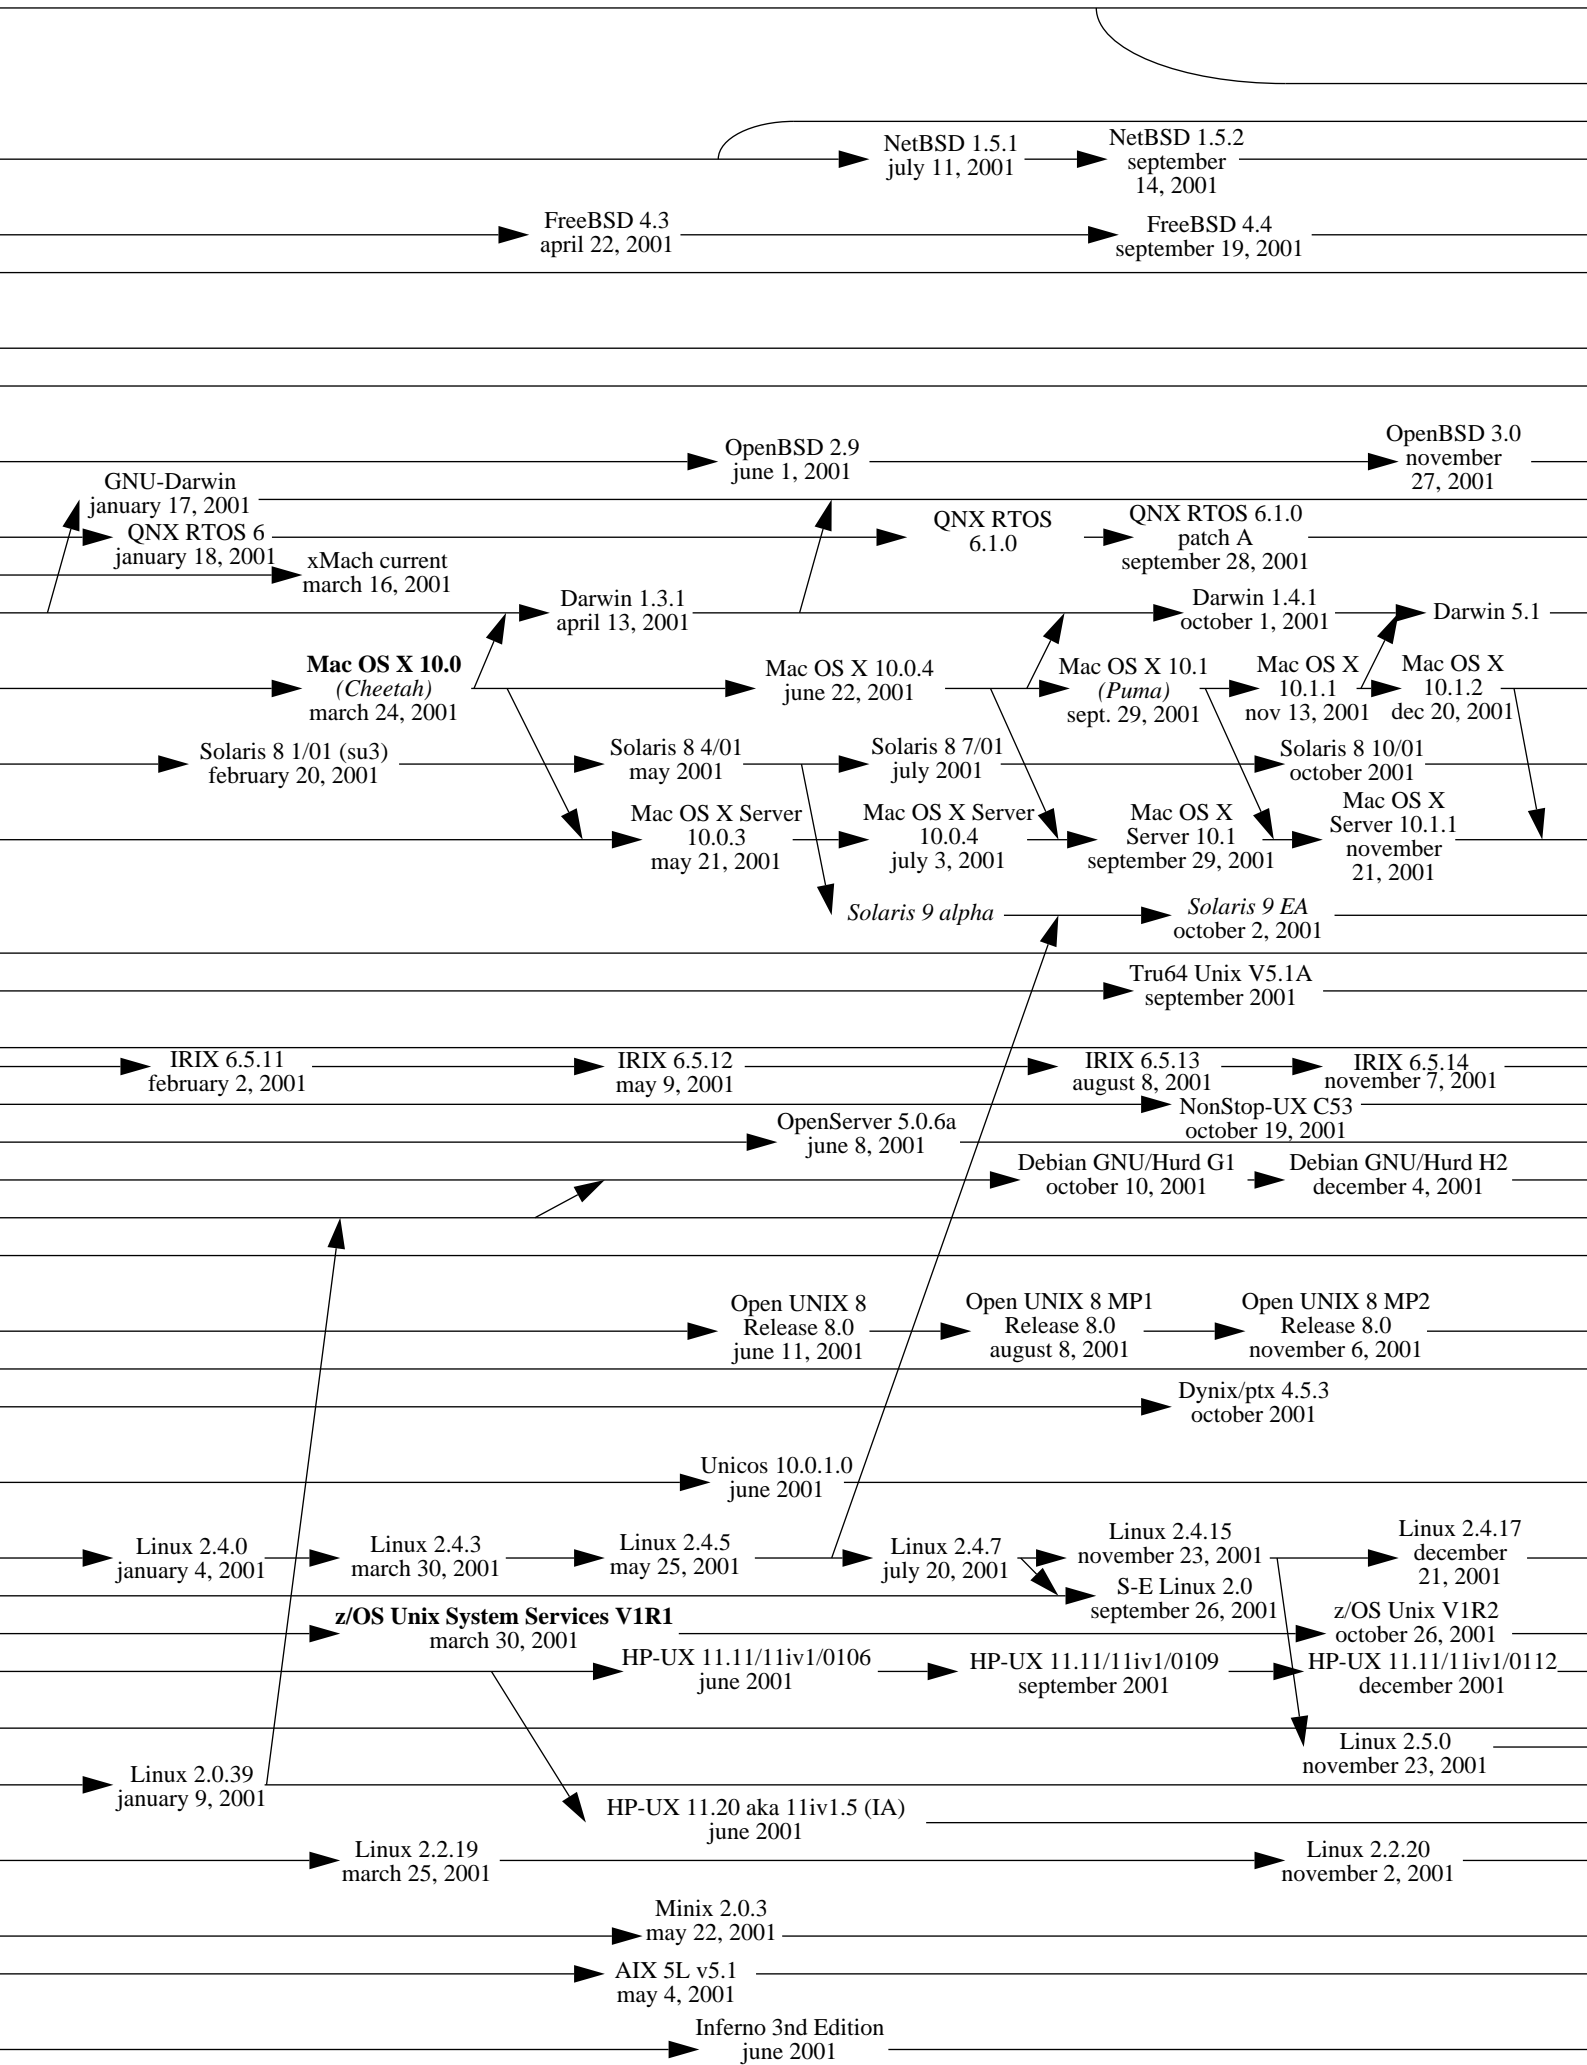 NetBSD 1.5.1
july 11, 2001
NetBSD 1.5.2
september
14, 2001
FreeBSD 4.3
april 22, 2001
FreeBSD 4.4
september 19, 2001
OpenBSD 2.9
june 1, 2001
OpenBSD 3.0
november
27, 2001
GNU-Darwin
january 17, 2001
QNX RTOS 6
january 18, 2001
QNX RTOS
6.1.0
QNX RTOS 6.1.0
patch A
september 28, 2001
xMach current
march 16, 2001
Darwin 1.3.1
april 13, 2001
Darwin 1.4.1
october 1, 2001
Darwin 5.1
Mac OS X 10.0
(Cheetah)
march 24, 2001
Mac OS X 10.0.4
june 22, 2001
Mac OS X 10.1
(Puma)
sept. 29, 2001
Mac OS X
10.1.1
nov 13, 2001
Mac OS X
10.1.2
dec 20, 2001
Solaris 8 1/01 (su3)
february 20, 2001
Solaris 8 4/01
may 2001
Solaris 8 7/01
july 2001
Solaris 8 10/01
october 2001
Mac OS X Server
10.0.3
may 21, 2001
Mac OS X Server
10.0.4
july 3, 2001
Mac OS X
Server 10.1
september 29, 2001
Mac OS X
Server 10.1.1
november
21, 2001
Solaris 9 alpha
Solaris 9 EA
october 2, 2001
Tru64 Unix V5.1A
september 2001
IRIX 6.5.11
february 2, 2001
IRIX 6.5.12
may 9, 2001
IRIX 6.5.13
august 8, 2001
IRIX 6.5.14
november 7, 2001
NonStop-UX C53
october 19, 2001
OpenServer 5.0.6a
june 8, 2001
Debian GNU/Hurd G1
october 10, 2001
Debian GNU/Hurd H2
december 4, 2001
Open UNIX 8
Release 8.0
june 11, 2001
Open UNIX 8 MP1
Release 8.0
august 8, 2001
Open UNIX 8 MP2
Release 8.0
november 6, 2001
Dynix/ptx 4.5.3
october 2001
Unicos 10.0.1.0
june 2001
Linux 2.4.0
january 4, 2001
Linux 2.4.3
march 30, 2001
Linux 2.4.5
may 25, 2001
Linux 2.4.7
july 20, 2001
Linux 2.4.15
november 23, 2001
Linux 2.4.17
december
21, 2001
S-E Linux 2.0
september 26, 2001
z/OS Unix System Services V1R1
march 30, 2001
z/OS Unix V1R2
october 26, 2001
HP-UX 11.11/11iv1/0106
june 2001
HP-UX 11.11/11iv1/0109
september 2001
HP-UX 11.11/11iv1/0112
december 2001
Linux 2.5.0
november 23, 2001
Linux 2.0.39
january 9, 2001
HP-UX 11.20 aka 11iv1.5 (IA)
june 2001
Linux 2.2.19
march 25, 2001
Linux 2.2.20
november 2, 2001
Minix 2.0.3
may 22, 2001
AIX 5L v5.1
may 4, 2001
Inferno 3nd Edition
june 2001